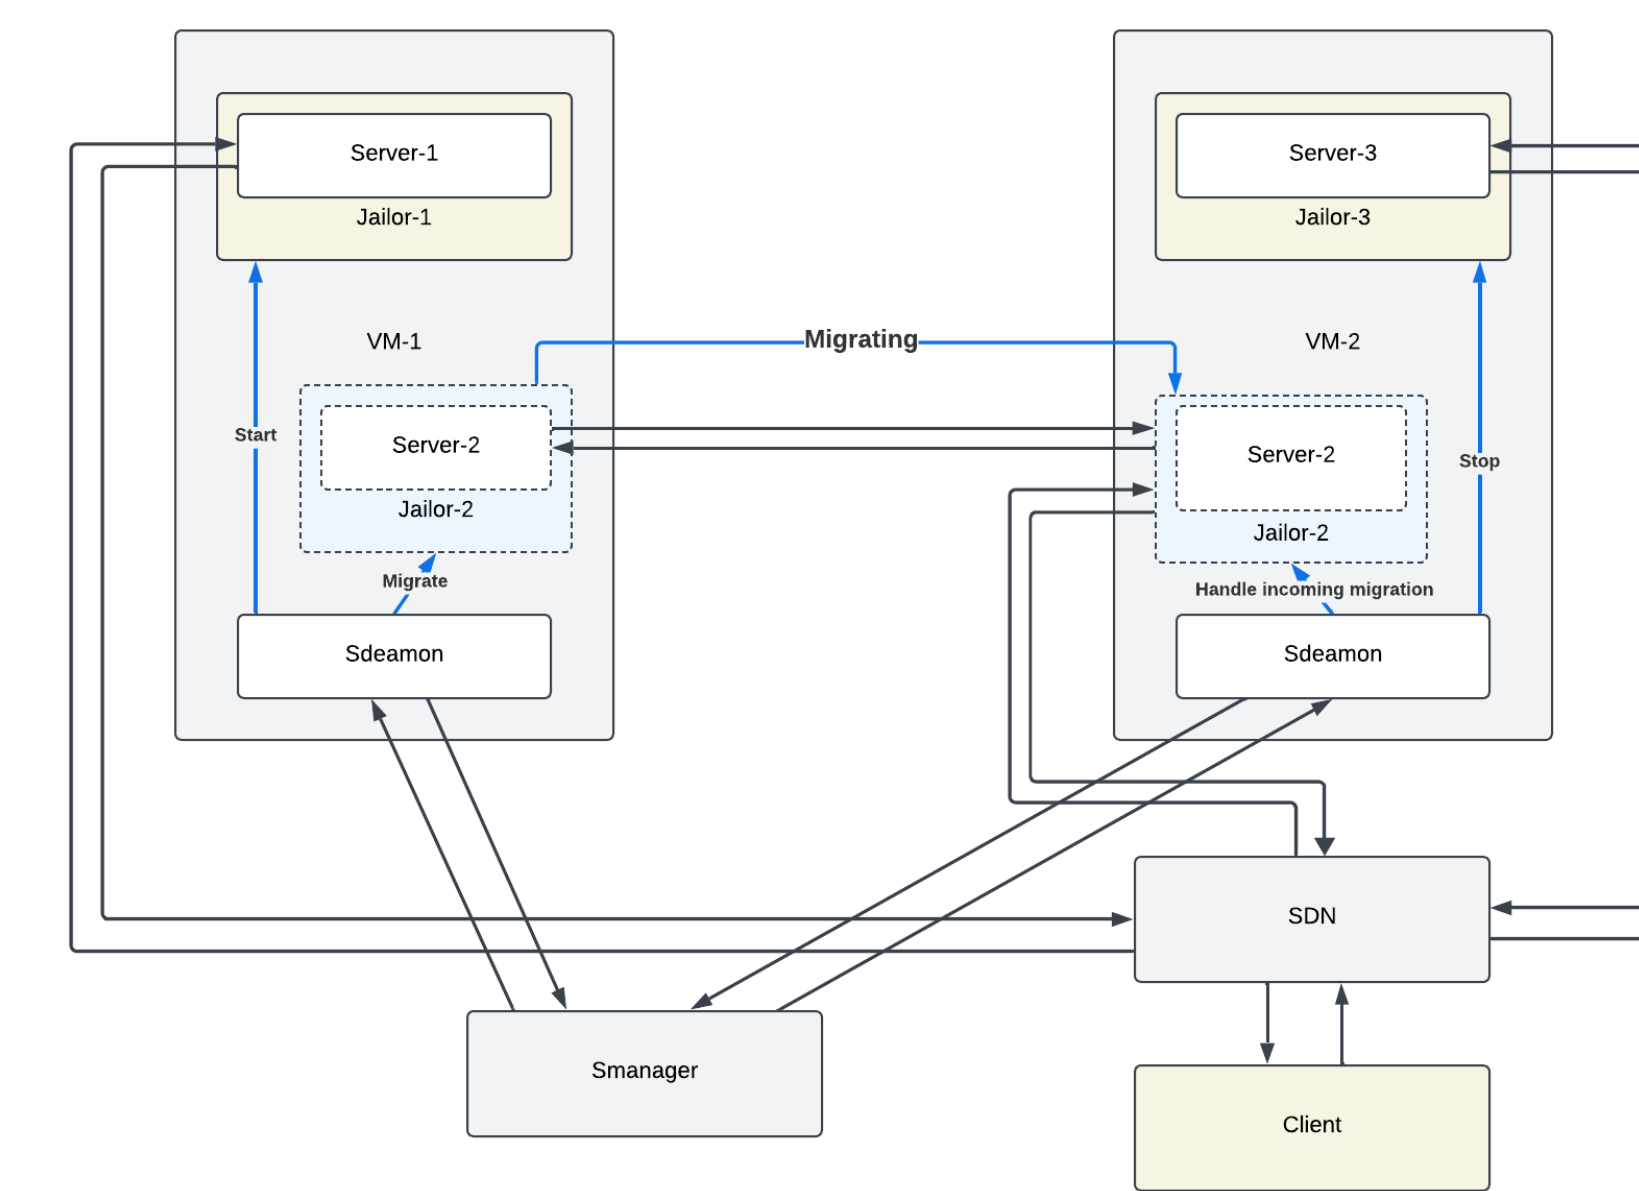 Server-1
Jailor-1
Server-3
Jailor-3
VM-1
Migrating
VM-2
Start
Server-2
Jailor-2
Server-2
Jailor-2
Stop
Migrate
Handle incoming migration
Sdeamon
Sdeamon
SDN
Smanager
Client